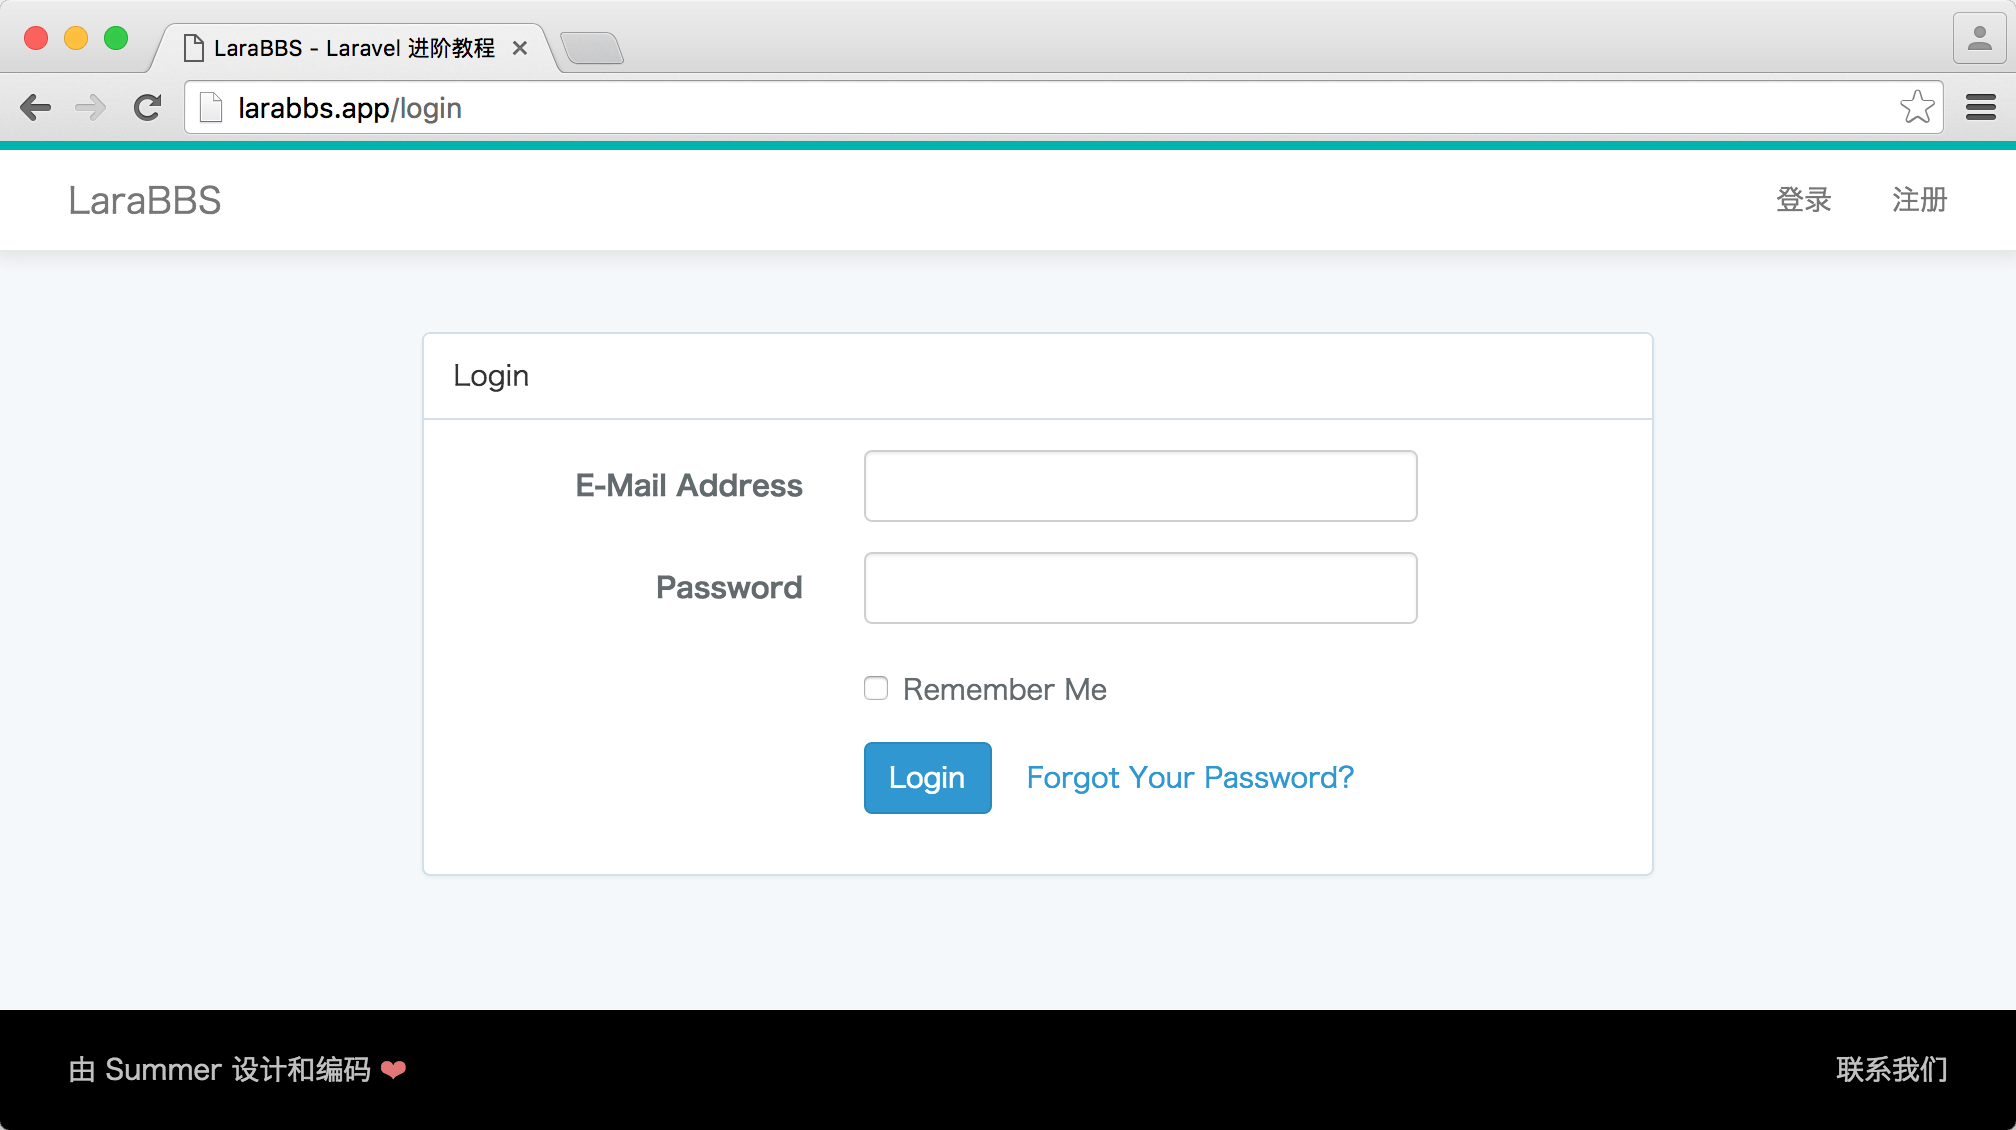 LaraBBS - Laravel 进阶教程
larabbs.app/login
LaraBBS 登录 注册
Login
E-Mail Address
Password
Remember Me
Login Forgot Your Password?
由 Summer 设计和编码 ❤ 联系我们